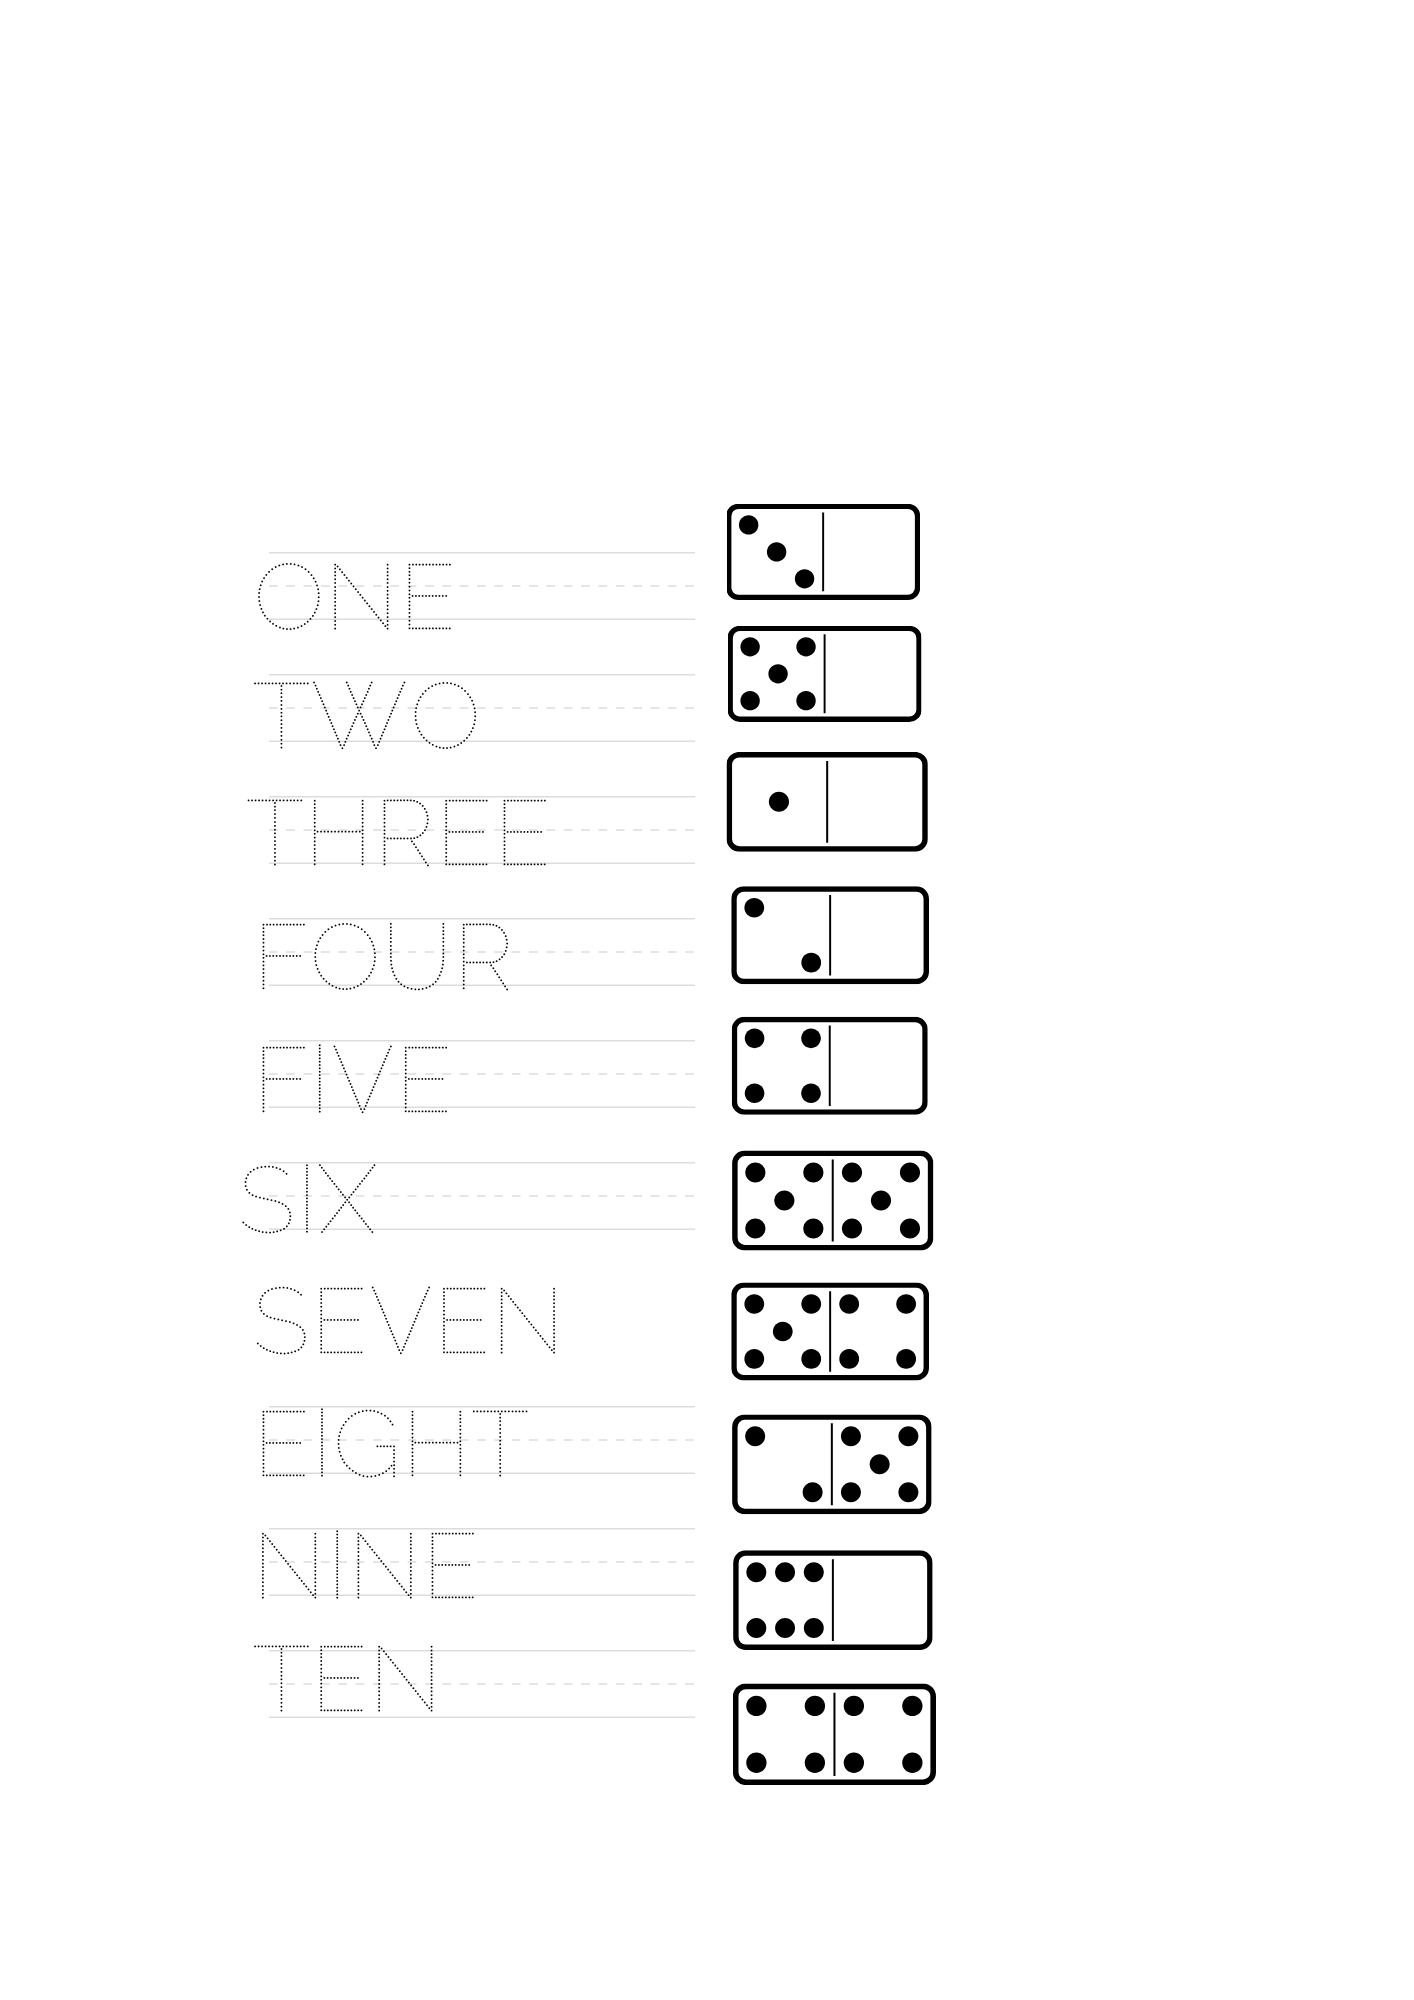 ONE
TWO
THREE
FOUR
FIVE
SIX
SEVEN
EIGHT
NINE
TEN